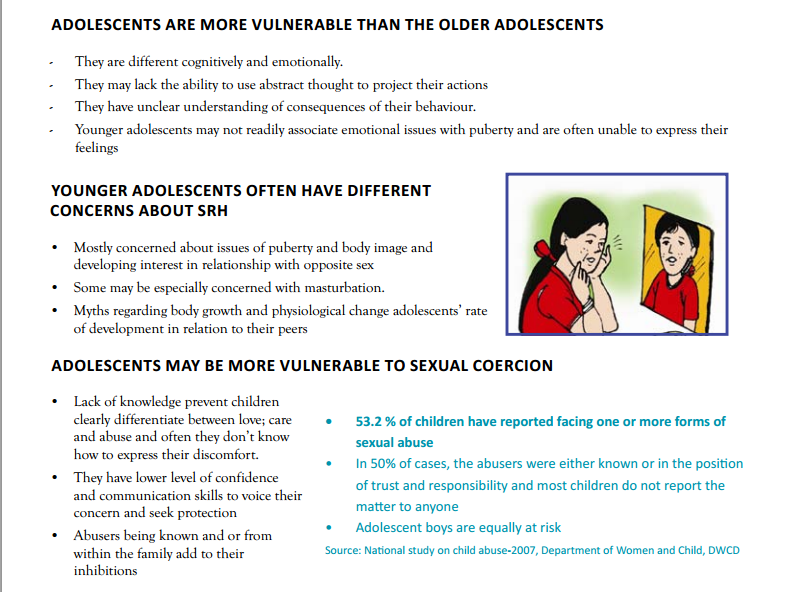 ADOLESCENTS ARE MORE VULNERABLE THAN THE OLDER ADOLESCENTS
- They are different cognitively and emotionally.
- They may lack the ability to use abstract thought to project their actions
- They have unclear understanding of consequences of their behaviour.
- Younger adolescents may not readily associate emotional issues with puberty and are often unable to express their
feelings
YOUNGER ADOLESCENTS OFTEN HAVE DIFFERENT
CONCERNS ABOUT SRH
• Mostly concerned about issues of puberty and body image and
developing interest in relationship with opposite sex
• Some may be especially concerned with masturbation.
• Myths regarding body growth and physiological change adolescents' rate
of development in relation to their peers
ADOLESCENTS MAY BE MORE VULNERABLE TO SEXUAL COERCION
• Lack of knowledge prevent children
clearly differentiate between love; care
and abuse and often they don't know
how to express their discomfort.
• They have lower level of confidence
and communication skills to voice their
concern and seek protection
• Abusers being known and or from
within the family add to their
inhibitions
• 53.2 % of children have reported facing one or more forms of
sexual abuse
• In 50% of cases, the abusers were either known or in the position
of trust and responsibility and most children do not report the
matter to anyone
• Adolescent boys are equally at risk
Source: National study on child abuse-2007, Department of Women and Child, DWCD